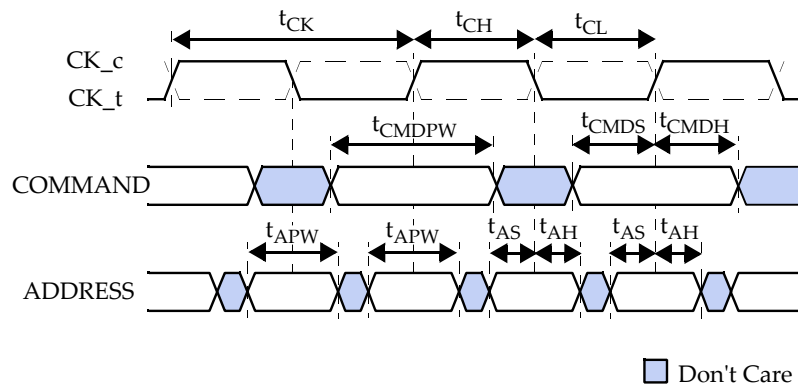 tCK tCH tCL
CK_c
CK_t
tCMDPW tCMDS tCMDH
COMMAND
tAPW tAPW tAS tAH tAS tAH
ADDRESS
Don't Care